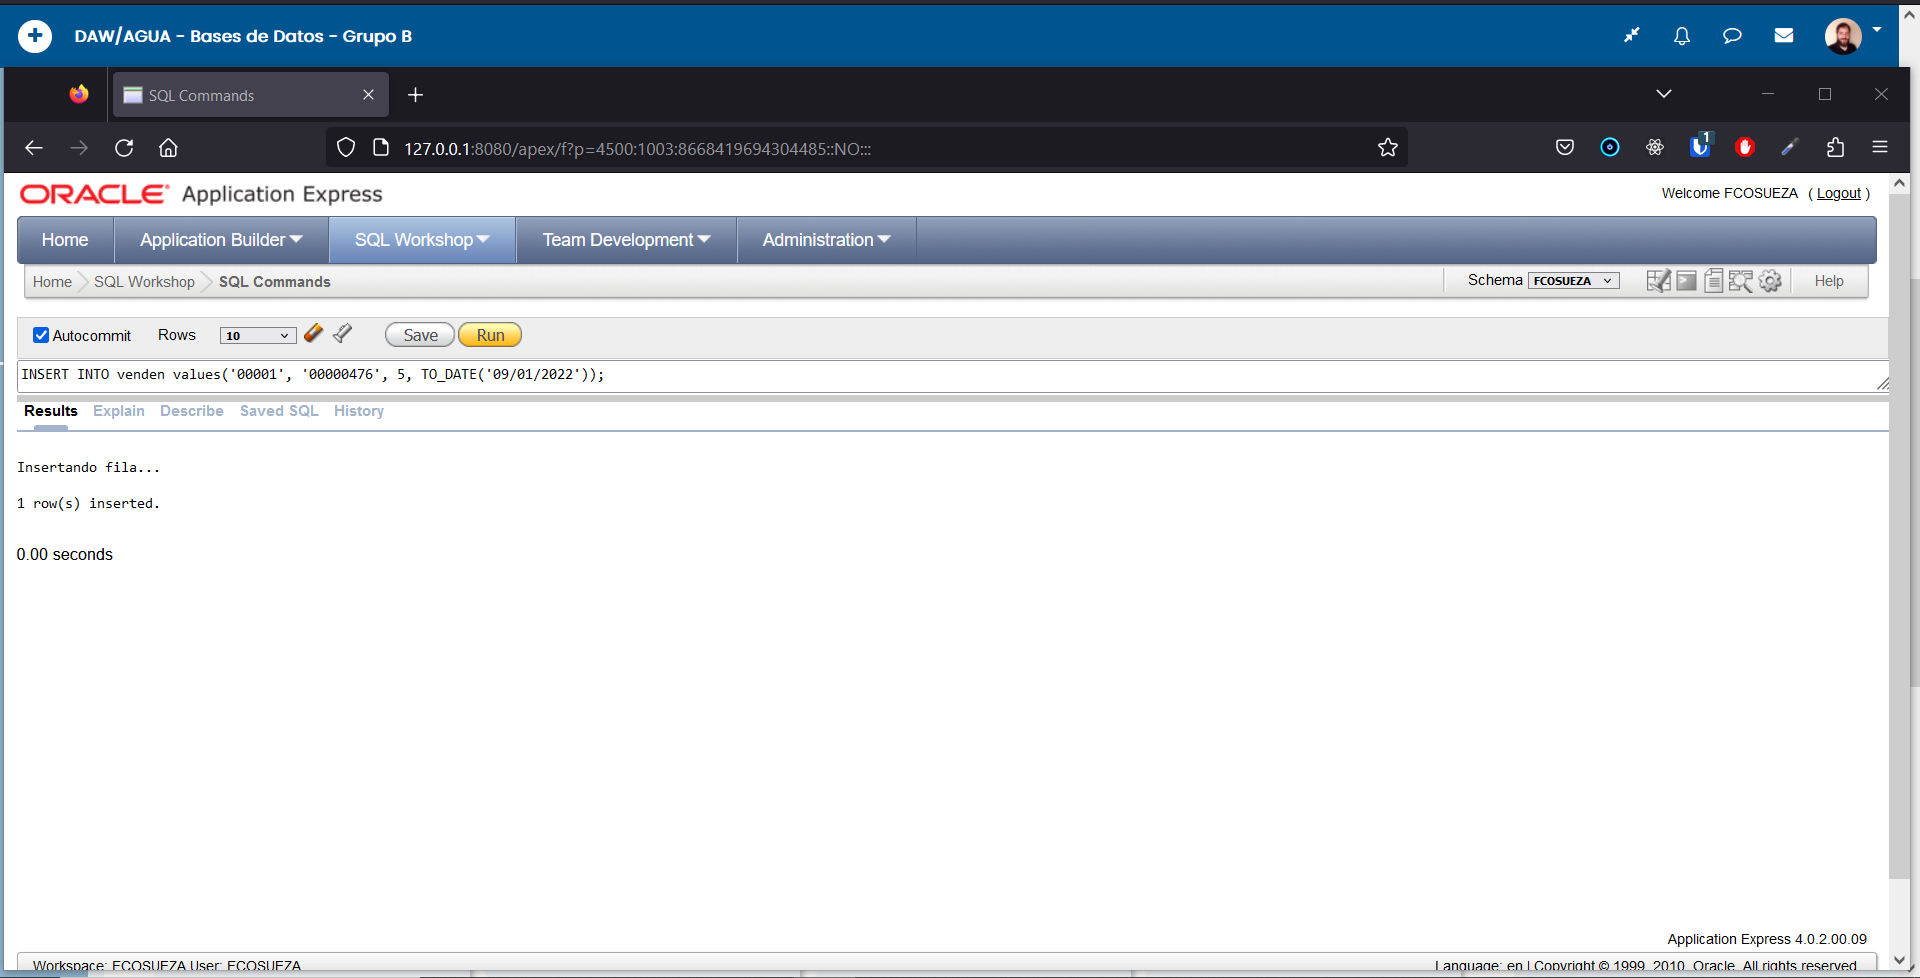 DAW/AGUA - Bases de Datos - Grupo B
SQL Commands
127.0.0.1:8080/apex/f?p=4500:1003:8668419694304485::NO:::
1
ORACLE Application Express
Welcome FCOSUEZA ( Logout )
Home Application Builder SQL Workshop Team Development Administration
Home SQL Workshop SQL Commands Schema FCOSUEZA Help
Autocommit Rows 10 Save Run
INSERT INTO venden values('00001', '00000476', 5, TO_DATE('09/01/2022'));
Results Explain Describe Saved SQL History
Insertando fila...
1 row(s) inserted.
0.00 seconds
Application Express 4.0.2.00.09
Workspace: FCOSUEZA User: FCOSUEZA
Language: en | Copyright © 1999, 2010, Oracle. All rights reserved.